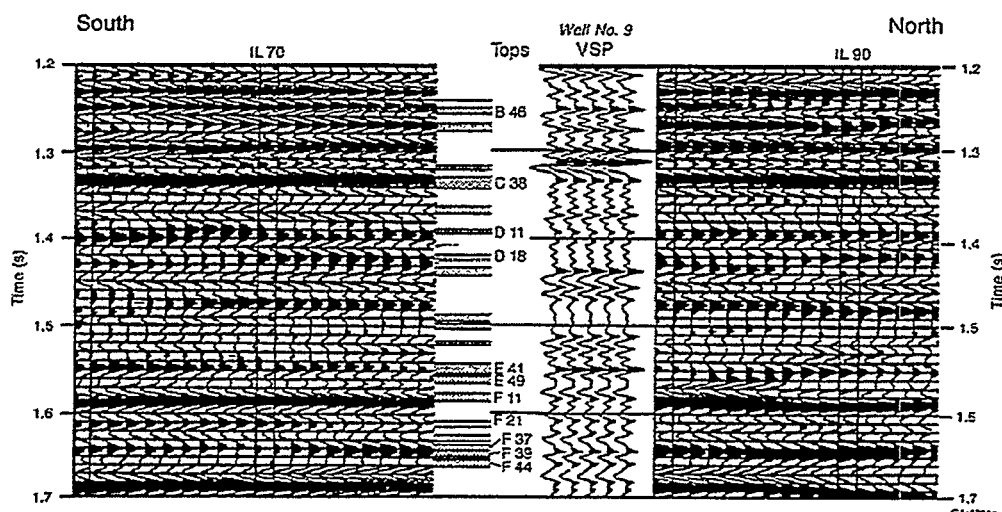 South
Well No. 9
North
IL 70
Tops
VSP
IL 90
1.2
1.2
B 46
1.3
1.3
C 38
D 11
1.4
1.4
D 18
Time (s)
Time (s)
1.5
1.5
E 41
E 49
F 11
1.6
1.5
F 21
F 37
F 39
F 44
1.7
1.7